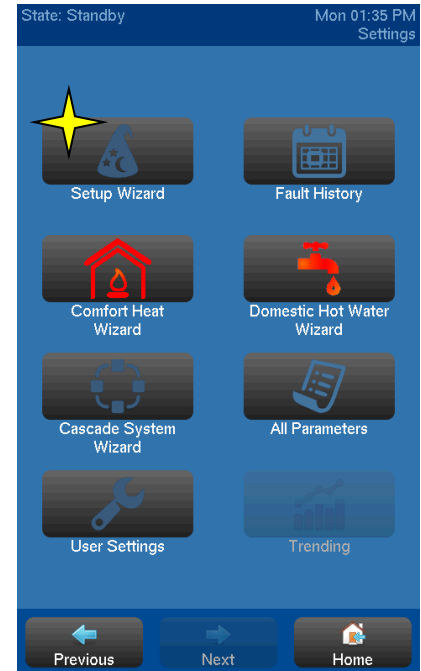 State: Standby
Mon 01:35 PM
Settings
Setup Wizard
Fault History
Comfort Heat
Wizard
Domestic Hot Water
Wizard
Cascade System
Wizard
All Parameters
User Settings
Trending
Previous
Next
Home